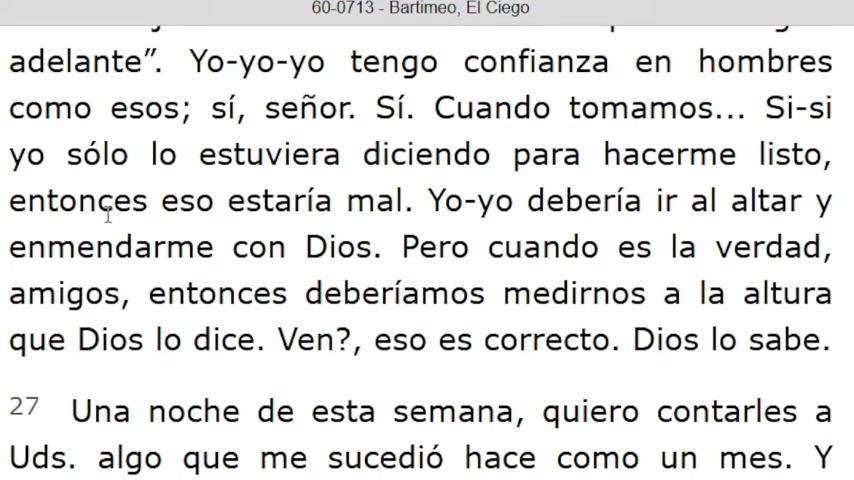 60-0713 - Bartimeo, El Ciego
adelante”. Yo-yo-yo tengo confianza en hombres
como esos; sí, señor. Sí. Cuando tomamos... Si-si
yo sólo lo estuviera diciendo para hacerme listo,
entonces eso estaría mal. Yo-yo debería ir al altar y
enmendarme con Dios. Pero cuando es la verdad,
amigos, entonces deberíamos medirnos a la altura
que Dios lo dice. Ven?, eso es correcto. Dios lo sabe.
27 Una noche de esta semana, quiero contarles a
Uds. algo que me sucedió hace como un mes. Y